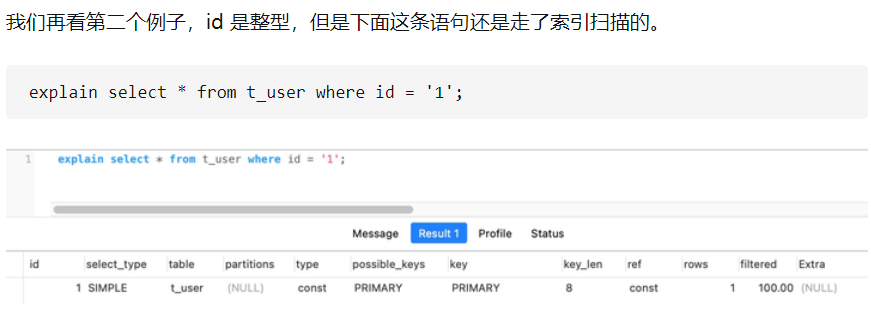 我们再看第二个例子，id 是整型，但是下面这条语句还是走了索引扫描的。
explain select * from t_user where id = '1';
1 explain select * from t_user where id = '1';
Message Result 1 Profile Status
id select_type table partitions type possible_keys key key_len ref rows filtered Extra
1 SIMPLE t_user (NULL) const PRIMARY PRIMARY 8 const 1 100.00 (NULL)